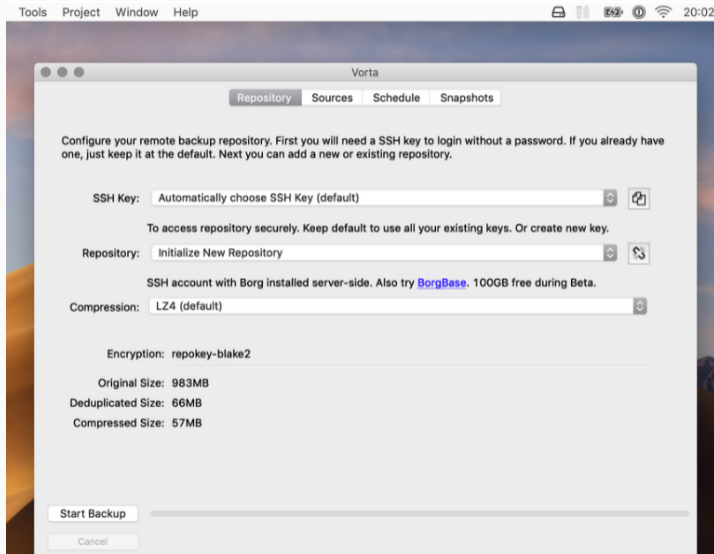 Tools Project Window Help 20:02
Vorta
Repository Sources Schedule Snapshots
Configure your remote backup repository. First you will need a SSH key to login without a password. If you already have
one, just keep it at the default. Next you can add a new or existing repository.
SSH Key: Automatically choose SSH Key (default)
To access repository securely. Keep default to use all your existing keys. Or create new key.
Repository: Initialize New Repository
SSH account with Borg installed server-side. Also try BorgBase. 100GB free during Beta.
Compression: LZ4 (default)
Encryption: repokey-blake2
Original Size: 983MB
Deduplicated Size: 66MB
Compressed Size: 57MB
Start Backup
Cancel